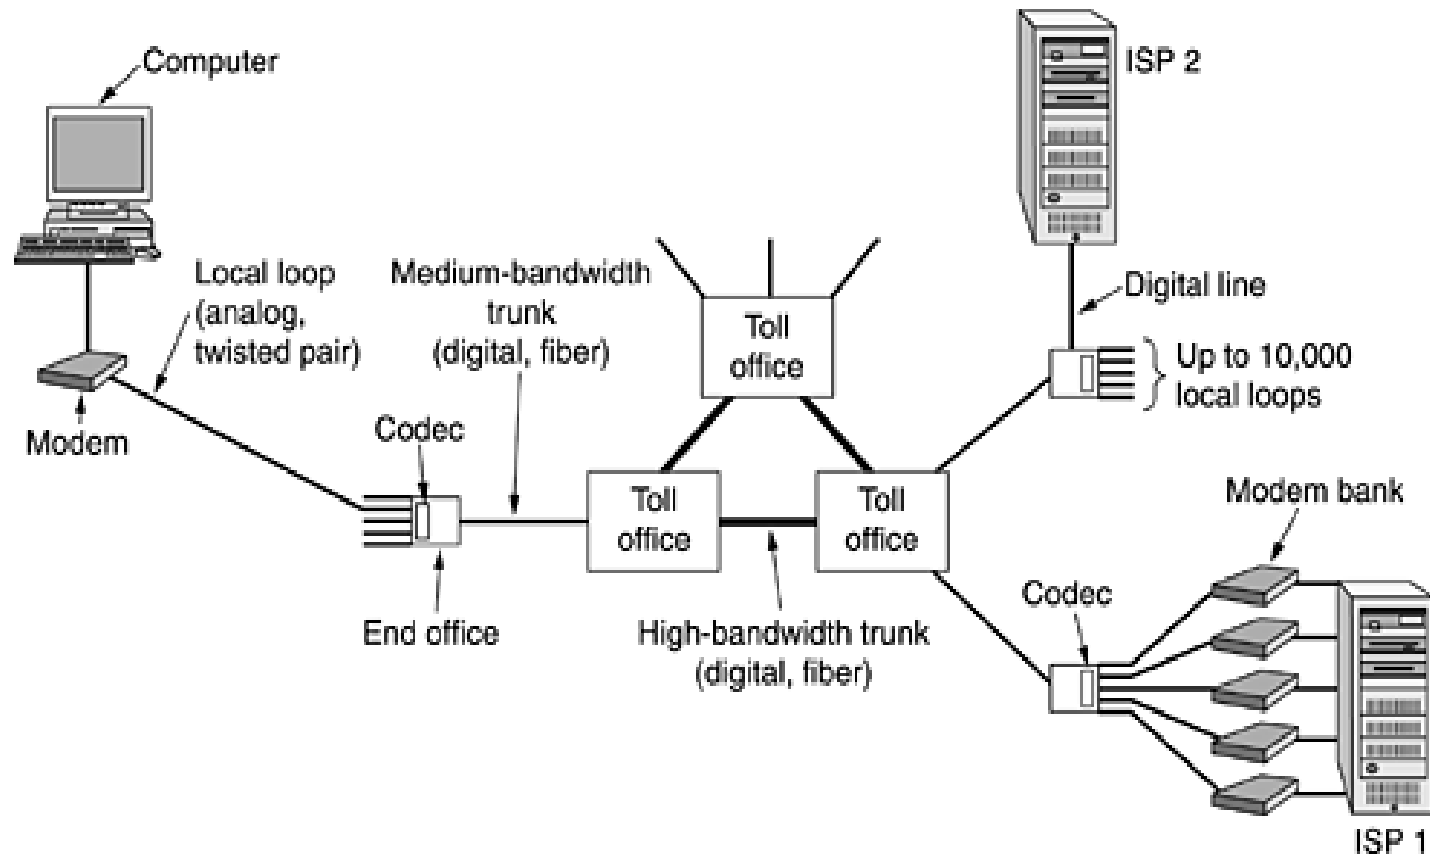 Computer
ISP 2
Local loop
(analog,
twisted pair)
Medium-bandwidth
trunk
(digital, fiber)
Digital line
Toll
office
Up to 10,000
local loops
Modem
Codec
Toll
office
Toll
office
Modem bank
End office
High-bandwidth trunk
(digital, fiber)
Codec
ISP 1